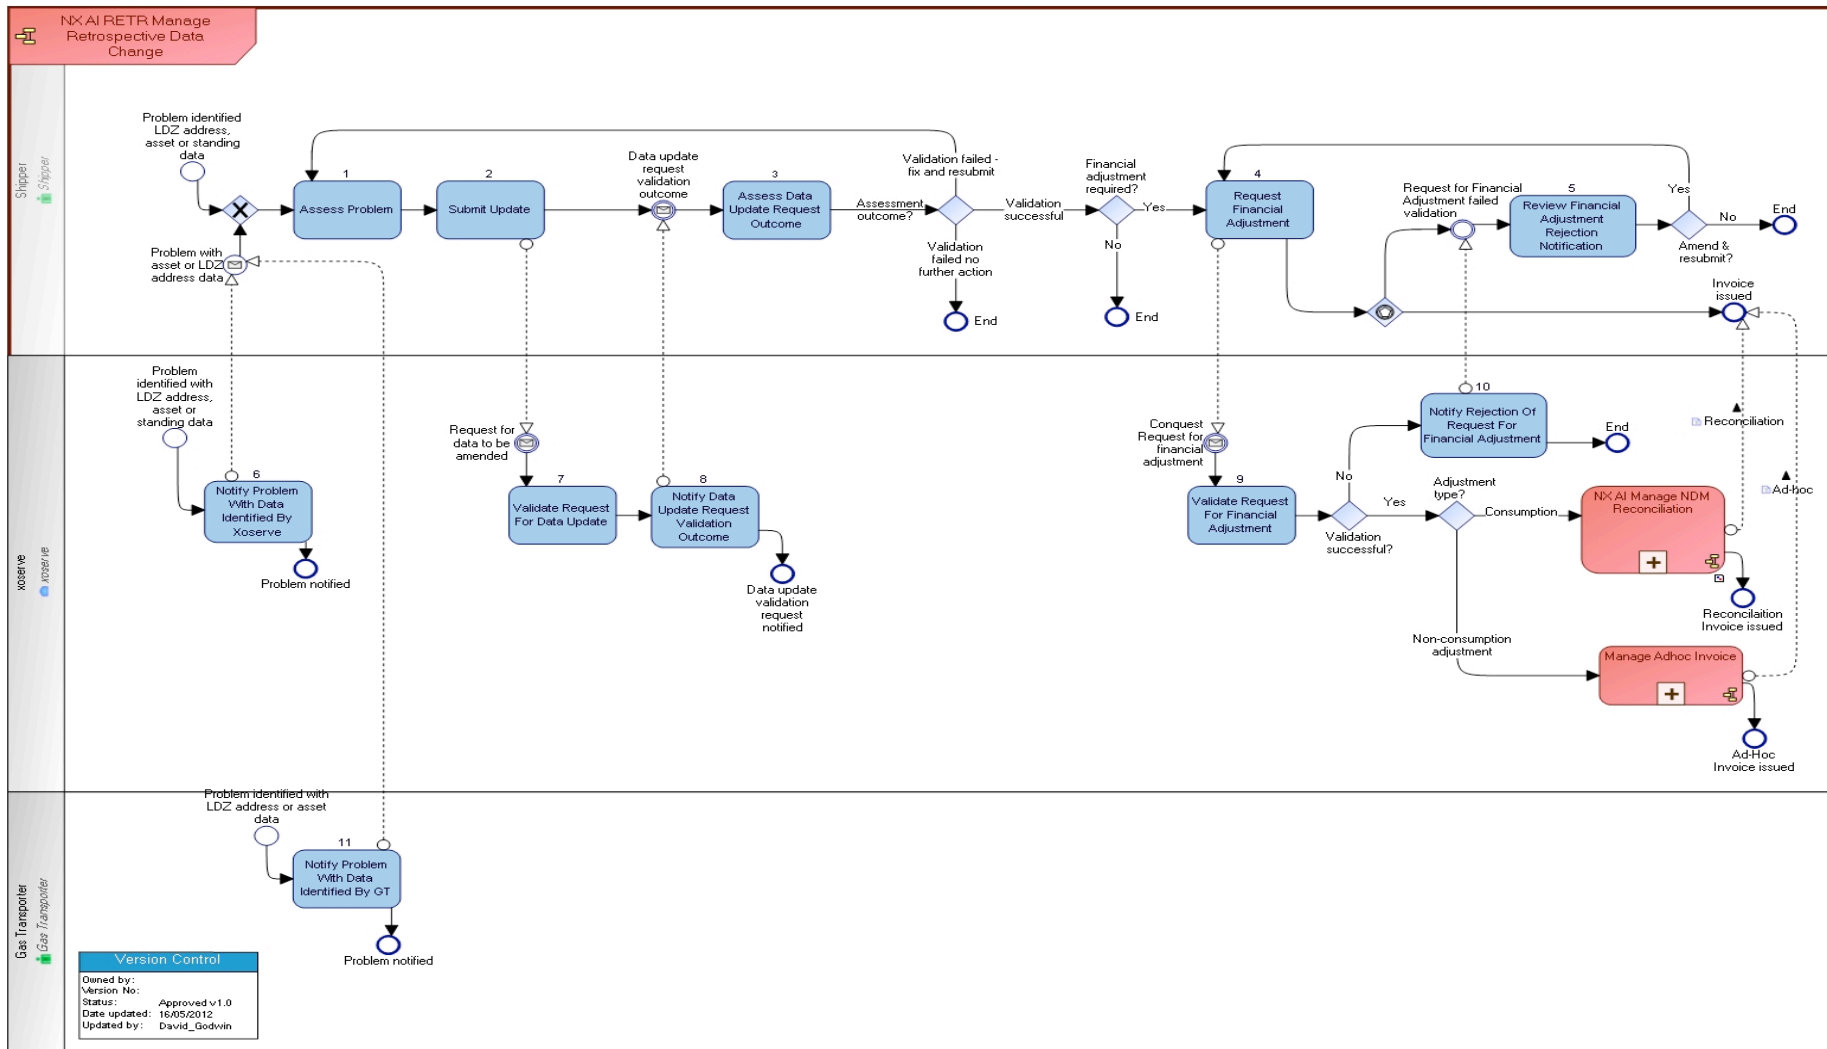 NX AI RETR Manage
Retrospective Data
Change
Shipper
Shipper
Problem identified
LDZ address,
asset or standing
data
Problem with
asset or LDZ
address data
1
Assess Problem
2
Submit Update
Data update
request
validation
outcome
3
Assess Data
Update Request
Outcome
Assessment
outcome?
Validation failed -
fix and resubmit
Validation
successful
Validation
failed no
further action
End
Financial
adjustment
required?
Yes
No
End
4
Request
Financial
Adjustment
Request for Financial
Adjustment failed
validation
5
Review Financial
Adjustment
Rejection
Notification
Yes
No
Amend &
resubmit?
End
Invoice
issued
xoserve
xoserve
Problem
identified with
LDZ address,
asset or
standing data
6
Notify Problem
With Data
Identified By
Xoserve
Problem notified
Request for
data to be
amended
7
Validate Request
For Data Update
8
Notify Data
Update Request
Validation
Outcome
Data update
validation
request
notified
Conquest
Request for
financial
adjustment
9
Validate Request
For Financial
Adjustment
No
Yes
Validation
successful?
10
Notify Rejection Of
Request For
Financial Adjustment
End
Adjustment
type?
Consumption
Non-consumption
adjustment
NX AI Manage NDM
Reconciliation
Reconciliation
Ad-hoc
Reconcilaition
Invoice issued
Manage Adhoc Invoice
Ad-Hoc
Invoice issued
Gas Transporter
Gas Transporter
Problem identified with
LDZ address or asset
data
11
Notify Problem
With Data
Identified By GT
Problem notified
Version Control
Owned by:
Version No:
Status: Approved v1.0
Date updated: 16/05/2012
Updated by: David_Godwin